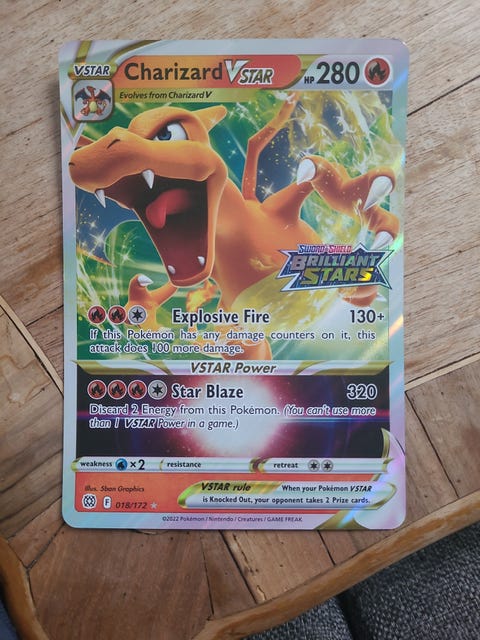 VSTAR Charizard VSTAR HP 280
Evolves from Charizard V
SWORD & SHIELD
BRILLIANT
STARS
Explosive Fire 130+
If this Pokémon has any damage counters on it, this
attack does 100 more damage.
VSTAR Power
Star Blaze 320
Discard 2 Energy from this Pokémon. (You can't use more
than 1 VSTAR Power in a game.)
weakness ×2 resistance retreat
Illus. 5ban Graphics
VSTAR rule When your Pokémon VSTAR
is Knocked Out, your opponent takes 2 Prize cards.
F 018/172
©2022 Pokémon / Nintendo / Creatures / GAME FREAK